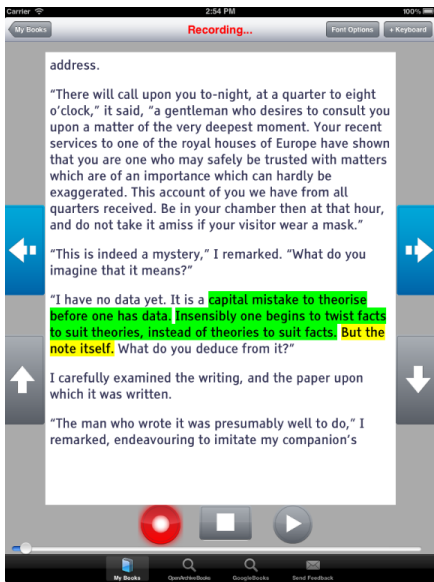 Carrier 2:54 PM 100%
My Books Recording... Font Options + Keyboard
address.
“There will call upon you to-night, at a quarter to eight
o’clock,” it said, “a gentleman who desires to consult you
upon a matter of the very deepest moment. Your recent
services to one of the royal houses of Europe have shown
that you are one who may safely be trusted with matters
which are of an importance which can hardly be
exaggerated. This account of you we have from all
quarters received. Be in your chamber then at that hour,
and do not take it amiss if your visitor wear a mask.”
“This is indeed a mystery,” I remarked. “What do you
imagine that it means?”
“I have no data yet. It is a capital mistake to theorise
before one has data. Insensibly one begins to twist facts
to suit theories, instead of theories to suit facts. But the
note itself. What do you deduce from it?”
I carefully examined the writing, and the paper upon
which it was written.
“The man who wrote it was presumably well to do,” I
remarked, endeavouring to imitate my companion’s
My Books OpenArchiveBooks GoogleBooks Send Feedback